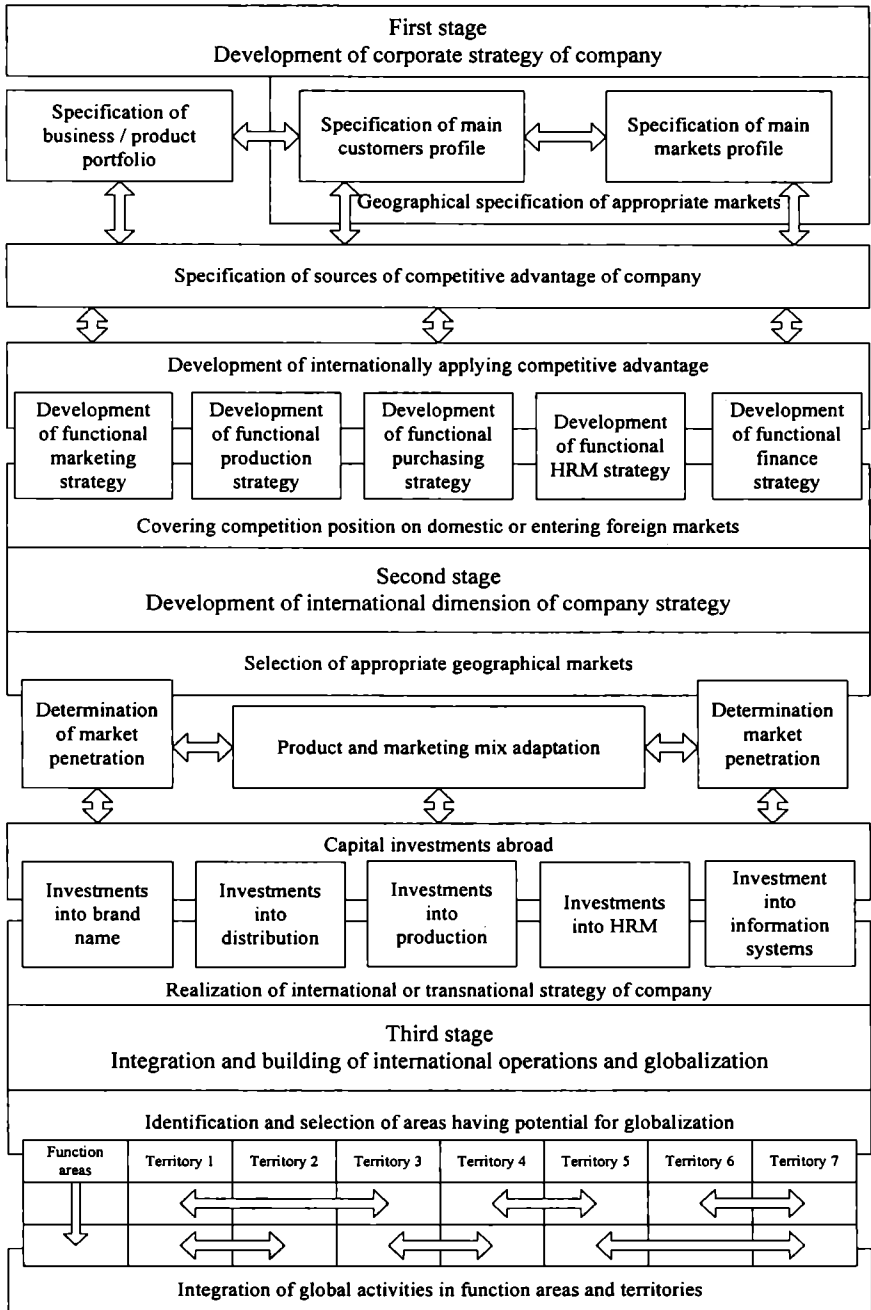 First stage
Development of corporate strategy of company
Specification of
business / product
portfolio
Specification of main
customers profile
Specification of main
markets profile
Geographical specification of appropriate markets
Specification of sources of competitive advantage of company
Development of internationally applying competitive advantage
Development
of functional
marketing
strategy
Development
of functional
production
strategy
Development
of functional
purchasing
strategy
Development
of functional
HRM strategy
Development
of functional
finance
strategy
Covering competition position on domestic or entering foreign markets
Second stage
Development of international dimension of company strategy
Selection of appropriate geographical markets
Determination
of market
penetration
Product and marketing mix adaptation
Determination
market
penetration
Capital investments abroad
Investments
into brand
name
Investments
into
distribution
Investments
into
production
Investments
into HRM
Investment
into
information
systems
Realization of international or transnational strategy of company
Third stage
Integration and building of international operations and globalization
Identification and selection of areas having potential for globalization
Function
areas
Territory 1
Territory 2
Territory 3
Territory 4
Territory 5
Territory 6
Territory 7
Integration of global activities in function areas and territories